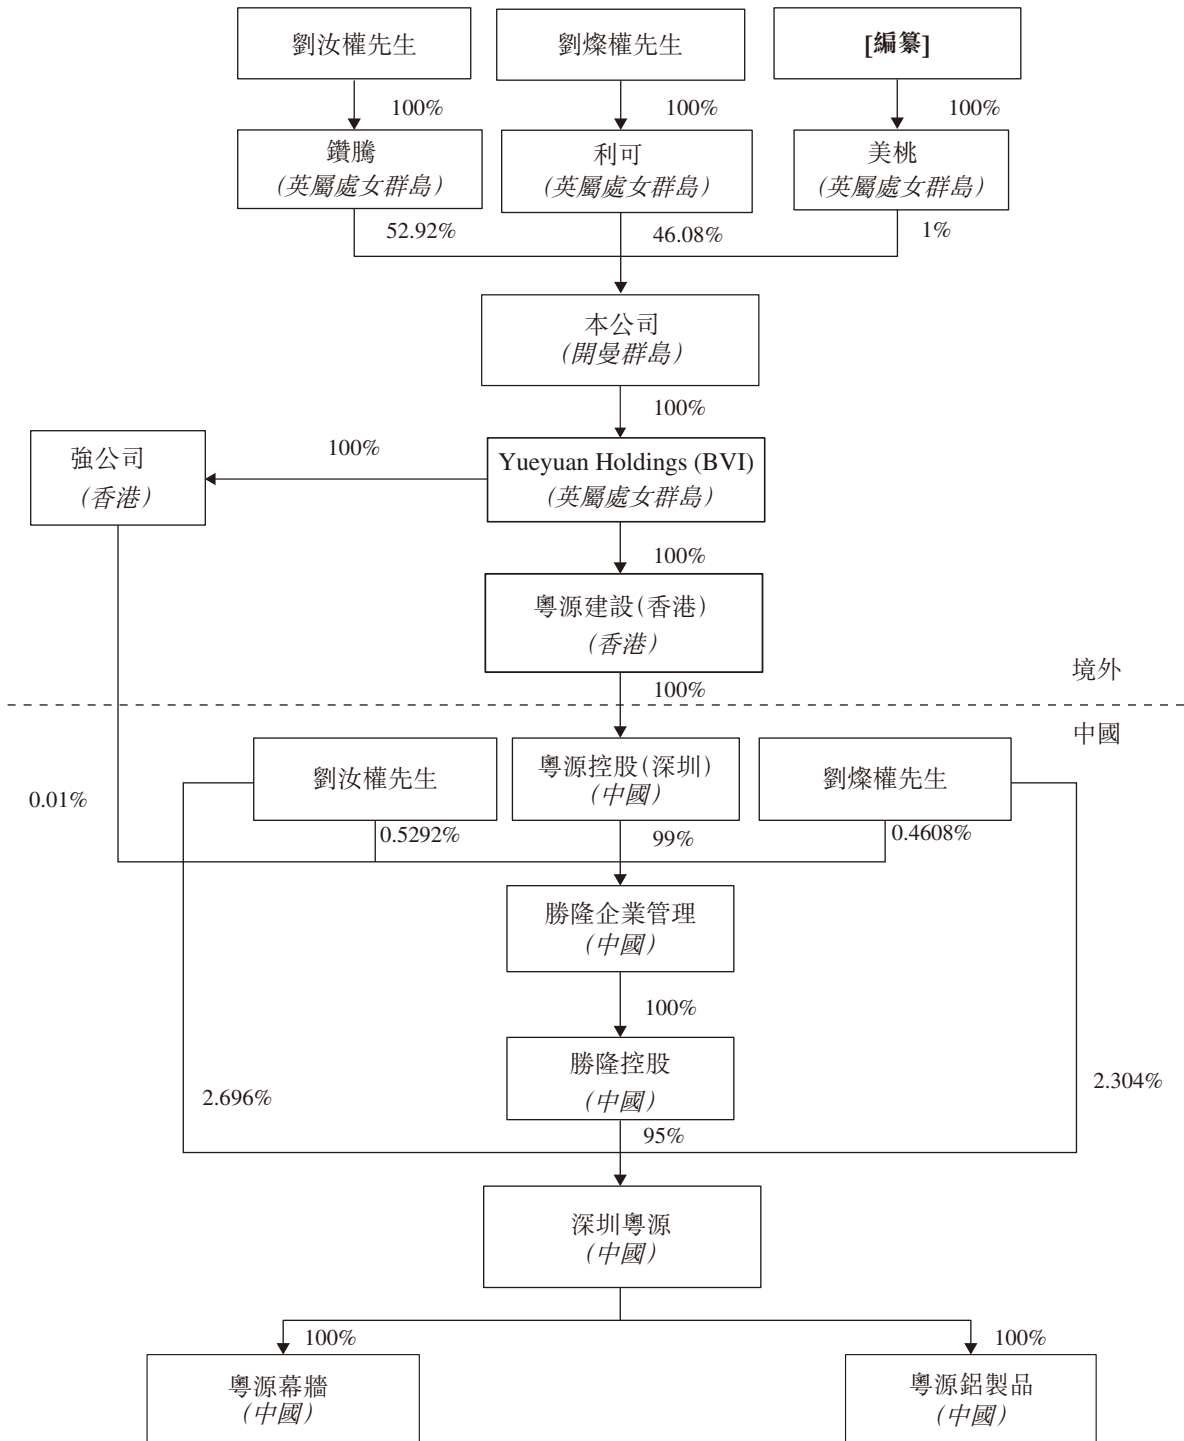 劉汝權先生
劉燦權先生
[編纂]
100%
100%
100%
鑽騰
(英屬處女群島)
利可
(英屬處女群島)
美桃
(英屬處女群島)
52.92%
46.08%
1%
本公司
(開曼群島)
100%
強公司
(香港)
100%
Yueyuan Holdings (BVI)
(英屬處女群島)
100%
粵源建設(香港)
(香港)
境外
100%
中國
劉汝權先生
粵源控股(深圳)
(中國)
劉燦權先生
0.01%
0.5292%
99%
0.4608%
勝隆企業管理
(中國)
100%
勝隆控股
(中國)
2.696%
2.304%
95%
深圳粵源
(中國)
100%
100%
粵源幕牆
(中國)
粵源鋁製品
(中國)